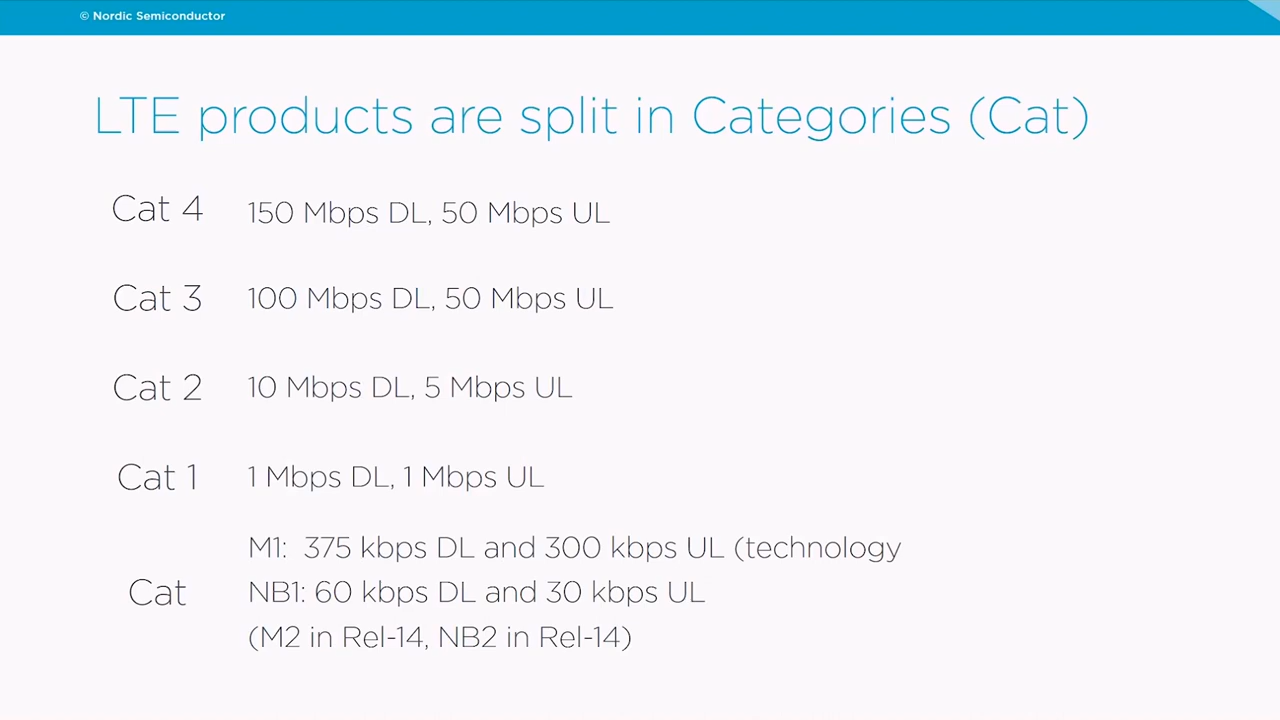 © Nordic Semiconductor
LTE products are split in Categories (Cat)
Cat 4 150 Mbps DL, 50 Mbps UL
Cat 3 100 Mbps DL, 50 Mbps UL
Cat 2 10 Mbps DL, 5 Mbps UL
Cat 1 1 Mbps DL, 1 Mbps UL
M1: 375 kbps DL and 300 kbps UL (technology
Cat NB1: 60 kbps DL and 30 kbps UL
(M2 in Rel-14, NB2 in Rel-14)